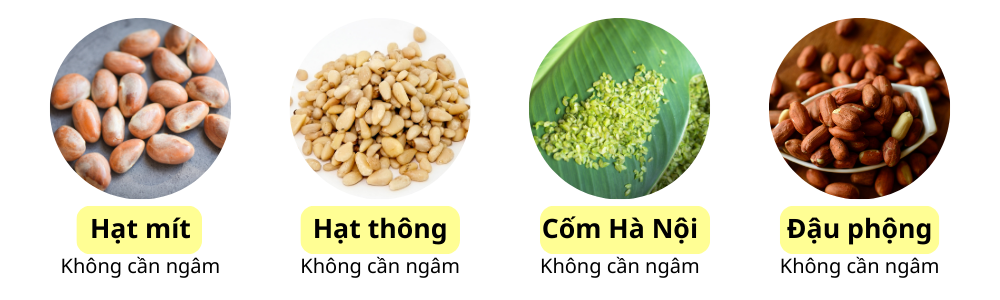 Hạt mít
Không cần ngâm
Hạt thông
Không cần ngâm
Cốm Hà Nội
Không cần ngâm
Đậu phộng
Không cần ngâm